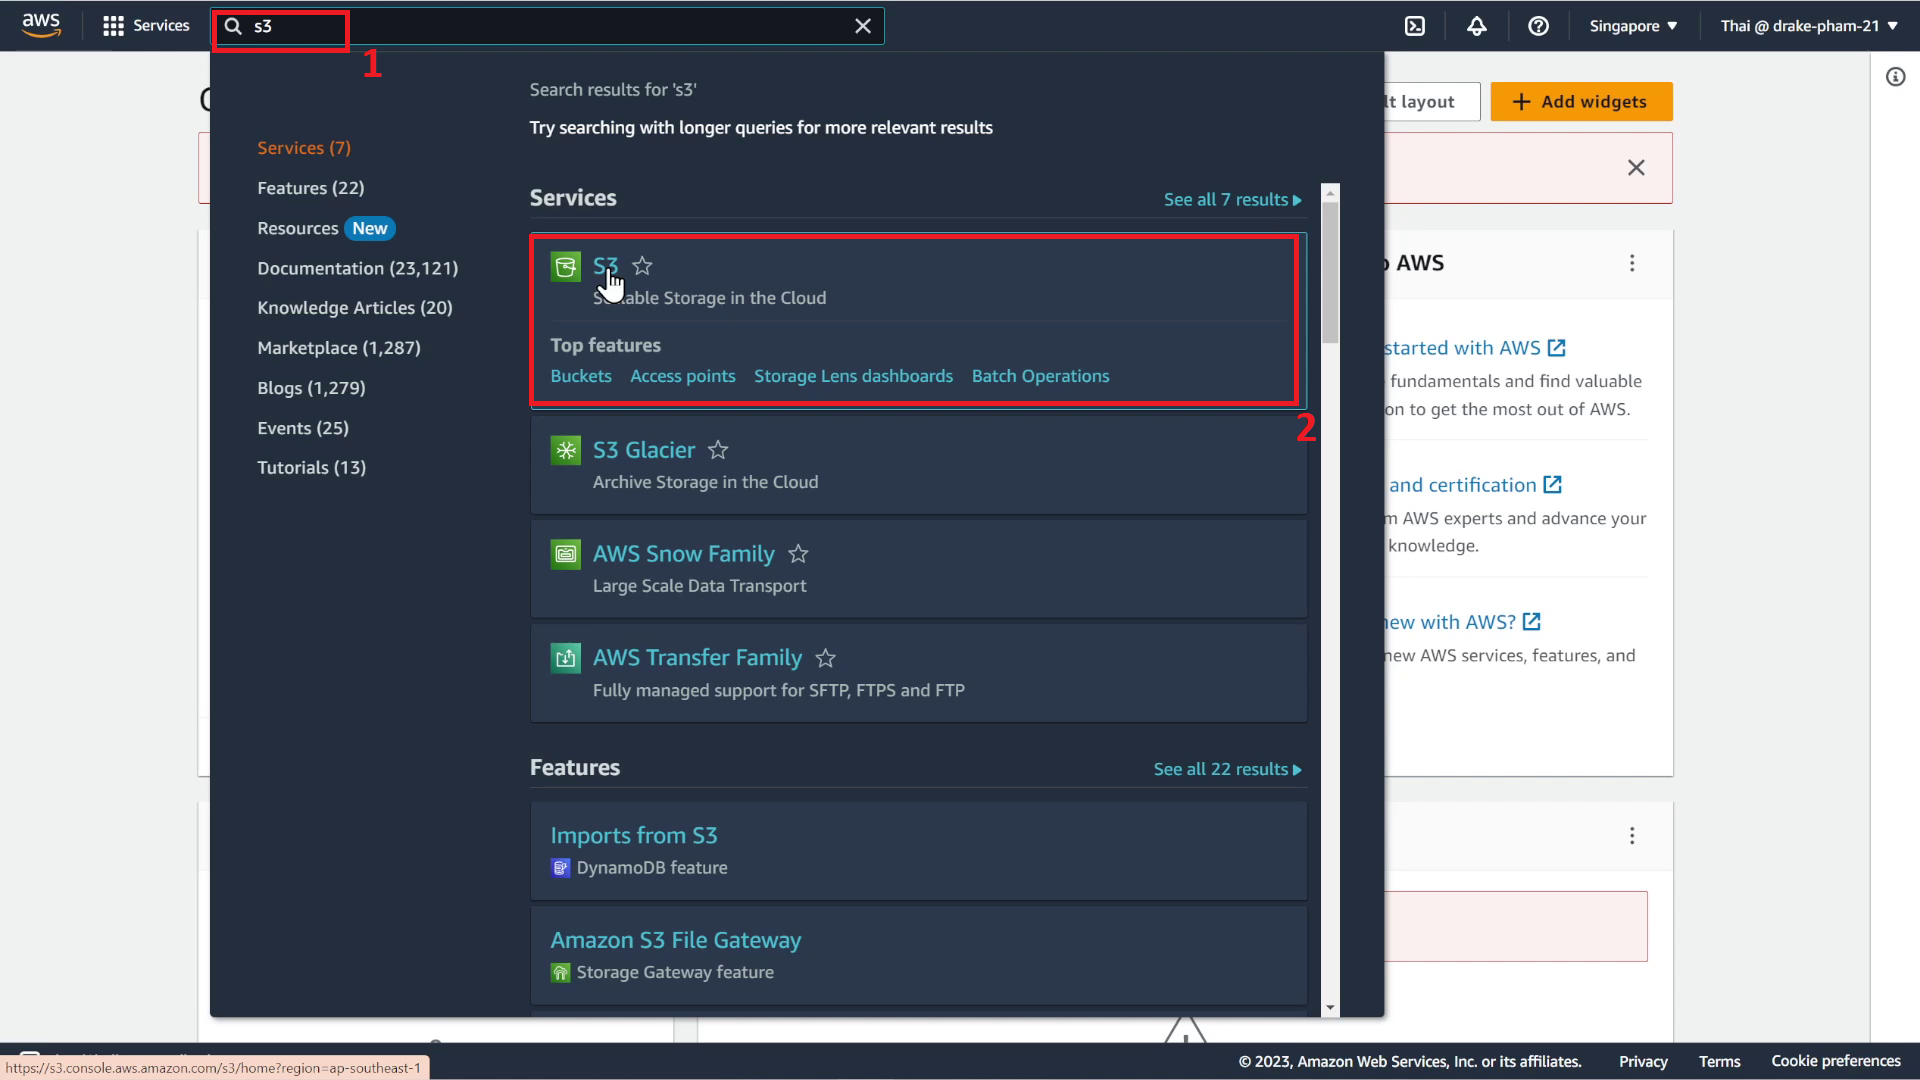 aws
Services
s3
Singapore
Thai @ drake-pham-21
1
lt layout
Add widgets
Search results for 's3'
Try searching with longer queries for more relevant results
Services (7)
Features (22)
Resources New
Documentation (23,121)
Knowledge Articles (20)
Marketplace (1,287)
Blogs (1,279)
Events (25)
Tutorials (13)
Services
See all 7 results
S3
Storage in the Cloud
Top features
Buckets Access points Storage Lens dashboards Batch Operations
2
S3 Glacier
Archive Storage in the Cloud
AWS Snow Family
Large Scale Data Transport
AWS Transfer Family
Fully managed support for SFTP, FTPS and FTP
Features
See all 22 results
Imports from S3
DynamoDB feature
Amazon S3 File Gateway
Storage Gateway feature
AWS
started with AWS
fundamentals and find valuable
on to get the most out of AWS.
and certification
m AWS experts and advance your
knowledge.
new with AWS?
new AWS services, features, and
https://s3.console.aws.amazon.com/s3/home?region=ap-southeast-1
© 2023, Amazon Web Services, Inc. or its affiliates.
Privacy
Terms
Cookie preferences